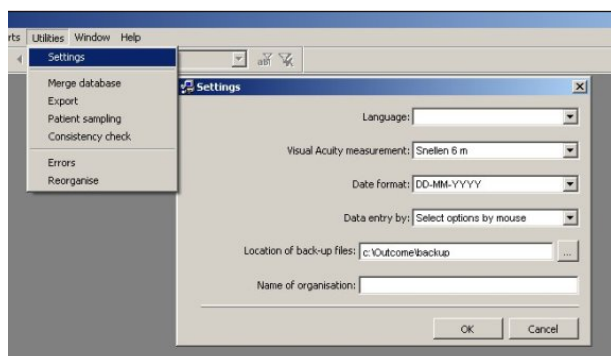 rts Utilities Window Help
Settings
Merge database
Export
Patient sampling
Consistency check
Errors
Reorganise
Settings
Language:
Visual Acuity measurement: Snellen 6 m
Date format: DD-MM-YYYY
Data entry by: Select options by mouse
Location of back-up files: c:\Outcome\backup ...
Name of organisation:
OK Cancel